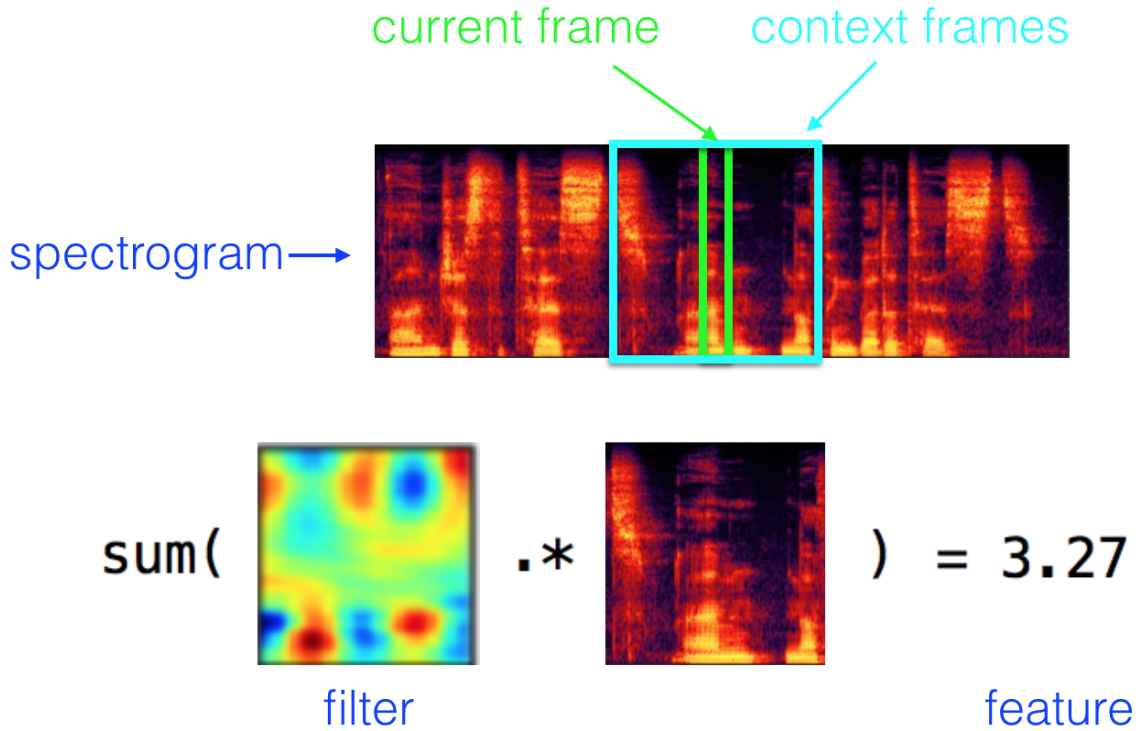 current frame
context frames
spectrogram
sum( .* ) = 3.27
filter
feature